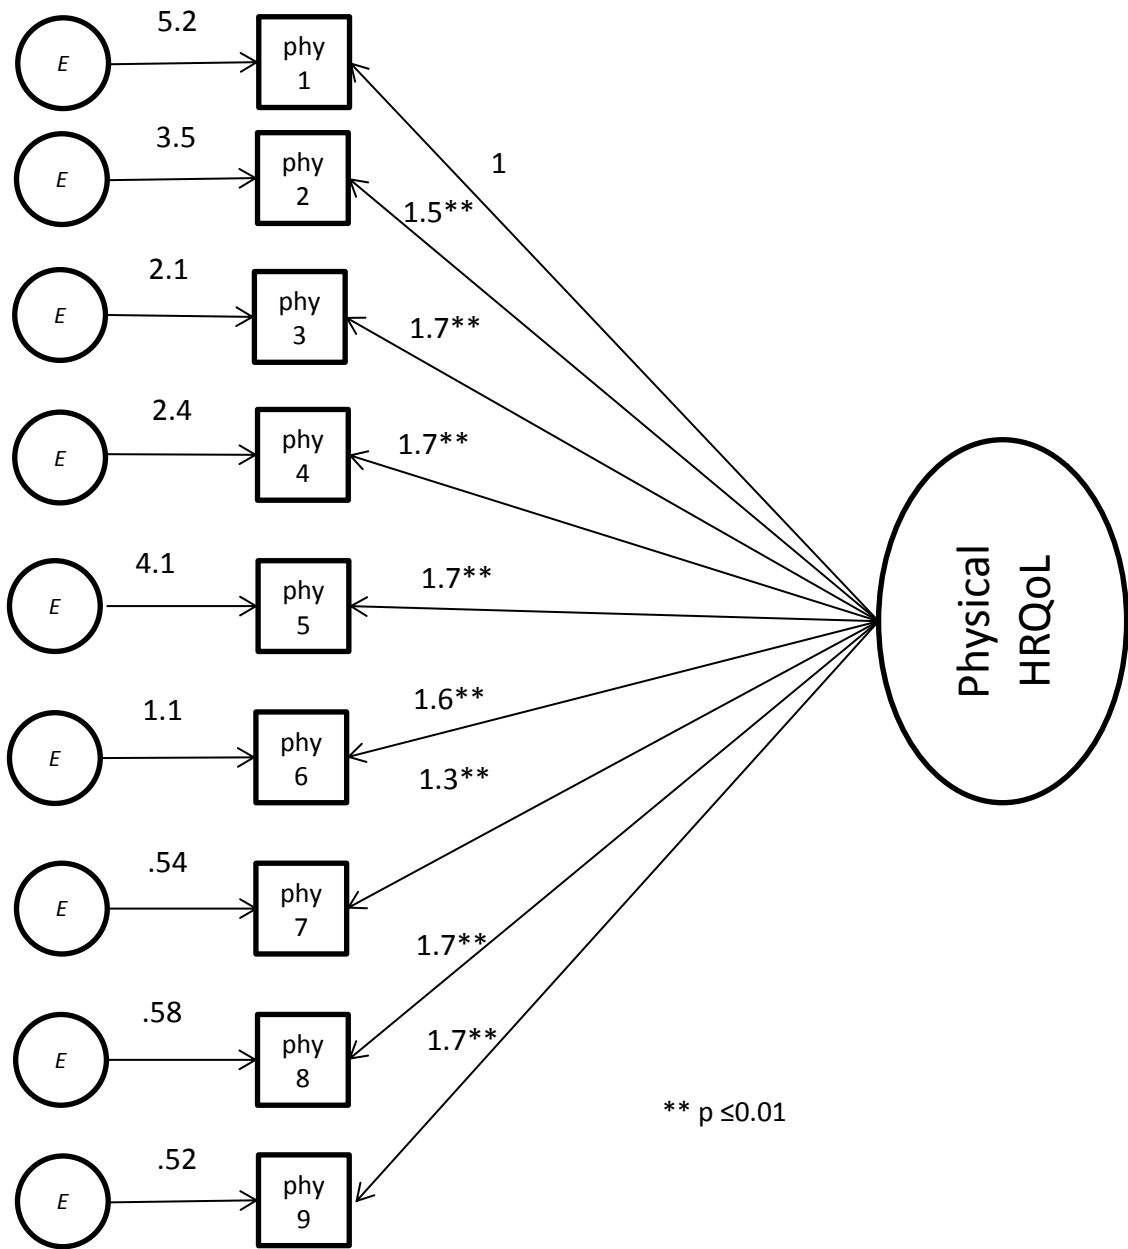 5.2
E
phy
1
1
3.5
E
phy
2
1.5**
2.1
E
phy
3
1.7**
2.4
E
phy
4
1.7**
4.1
E
phy
5
1.7**
Physical
HRQoL
1.1
E
phy
6
1.6**
1.3**
.54
E
phy
7
1.7**
.58
E
phy
8
1.7**
** p ≤0.01
.52
E
phy
9